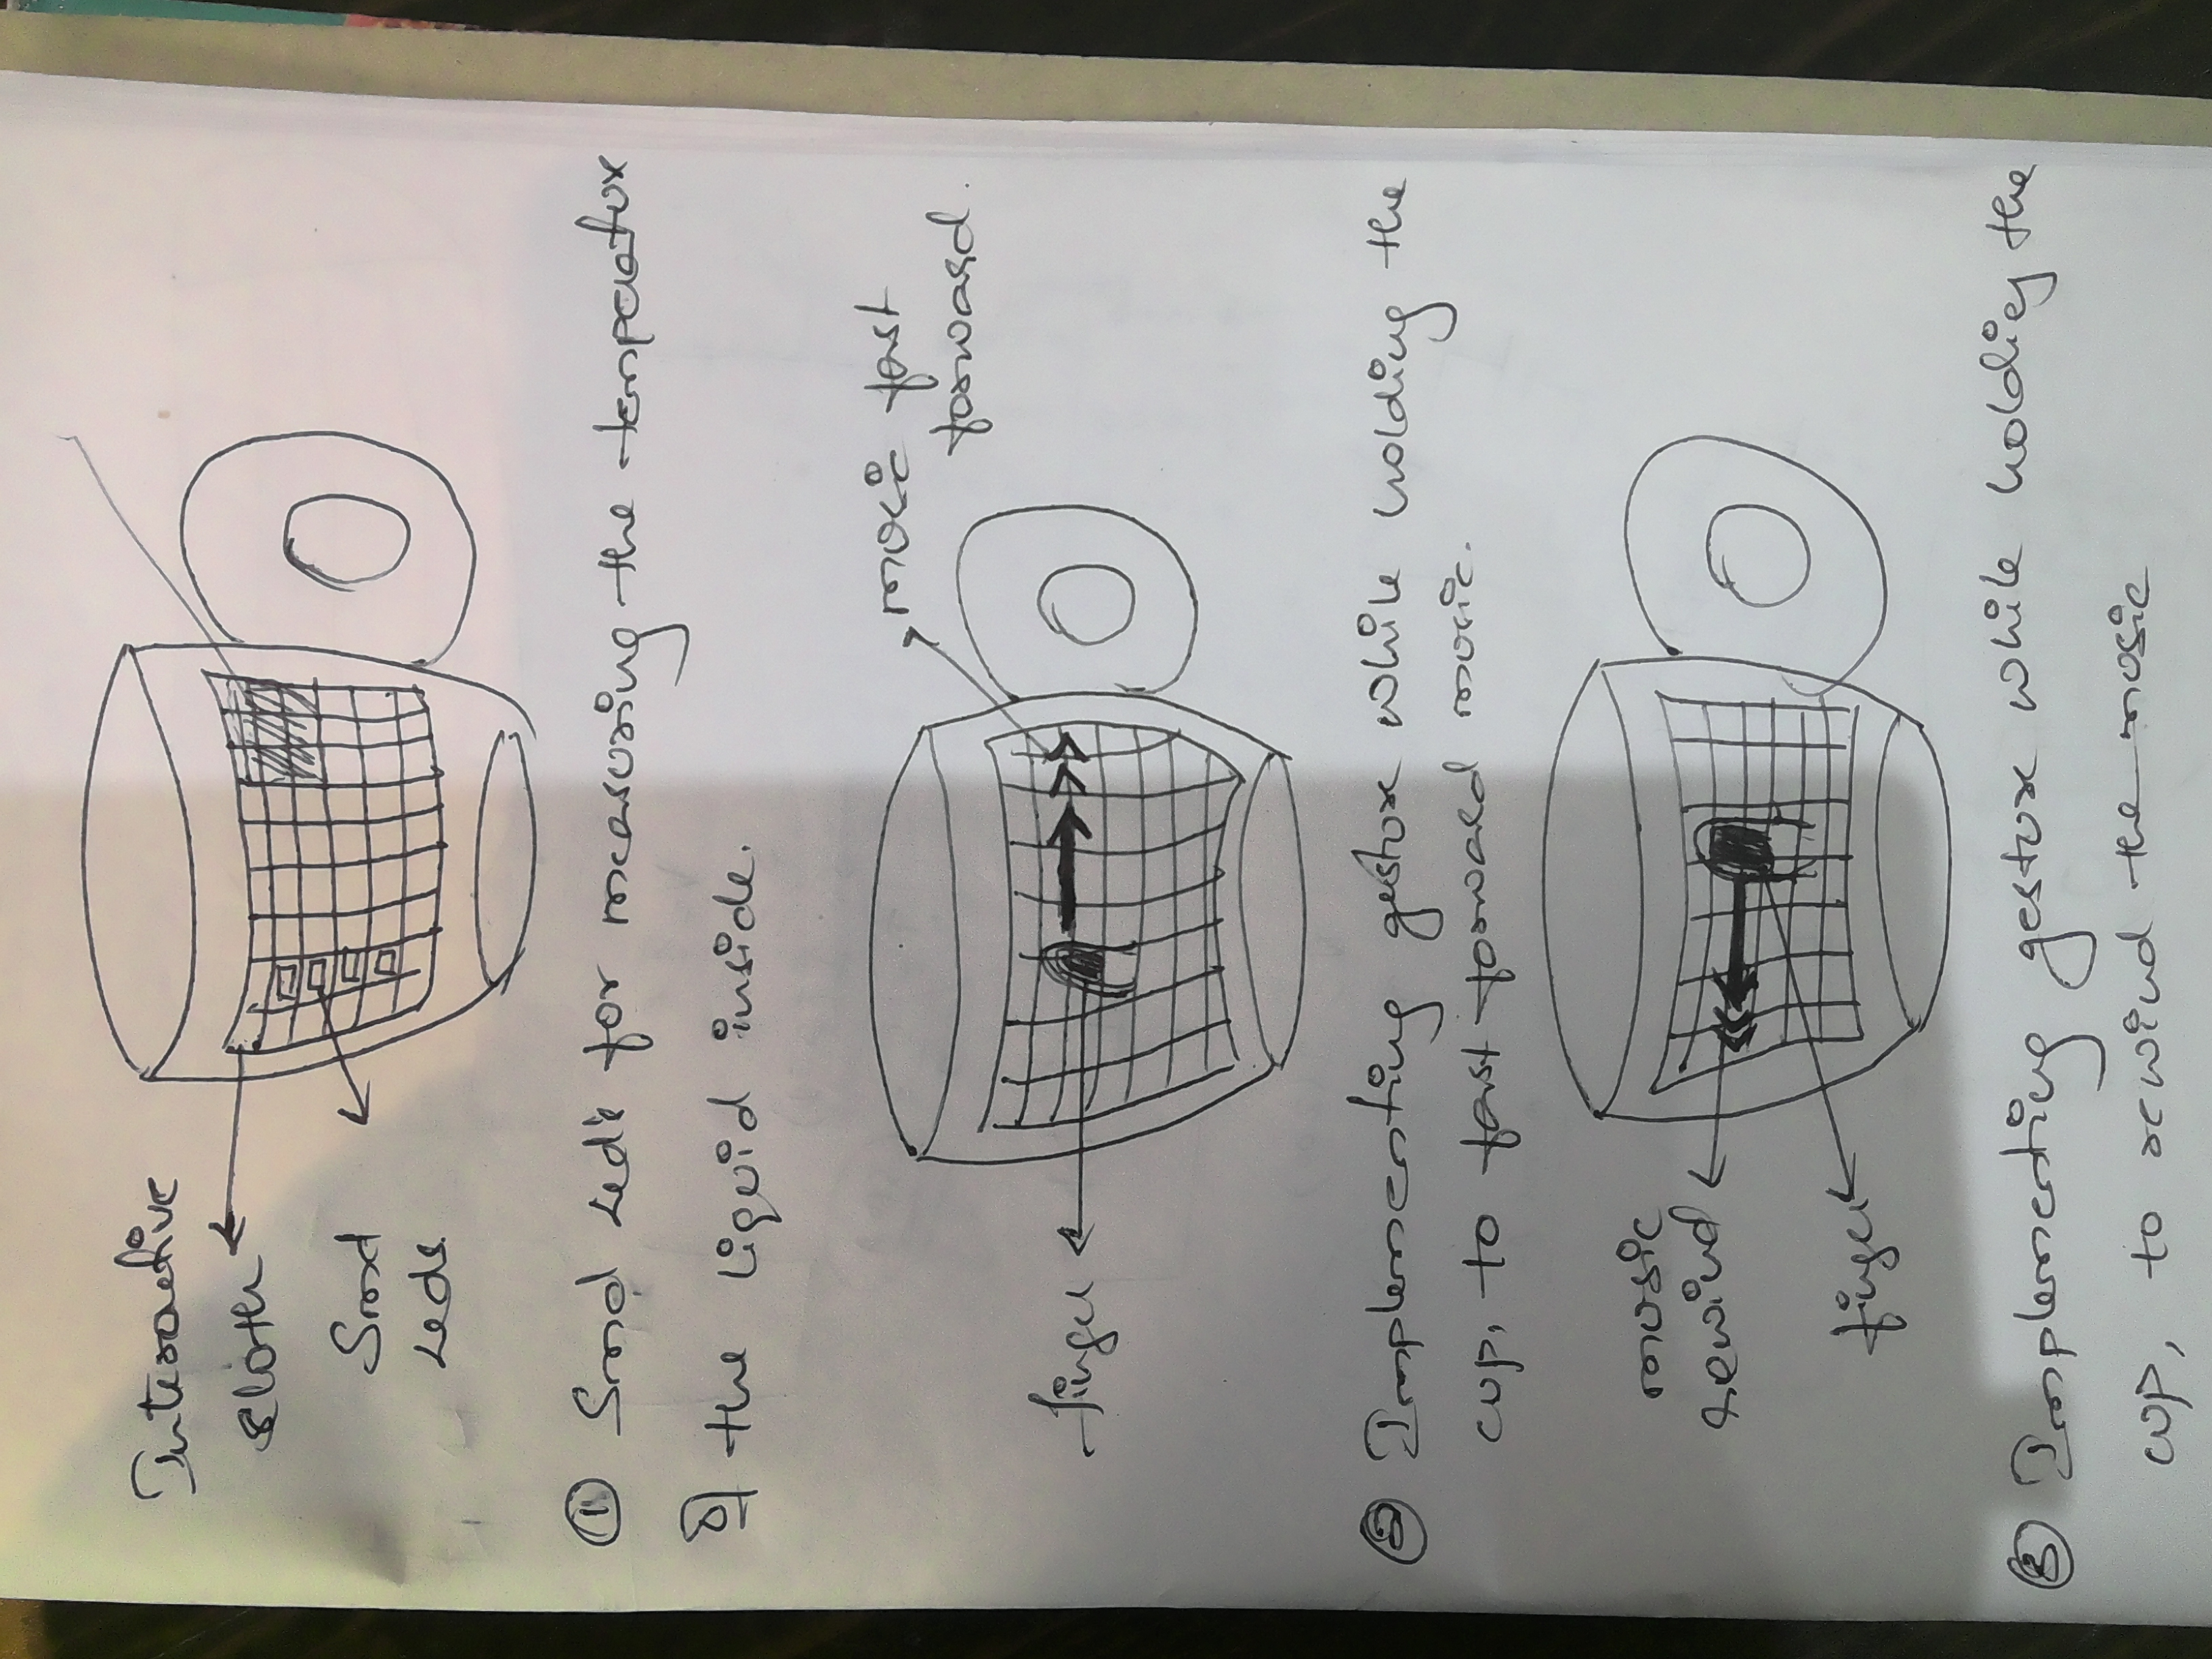 Interactive
cloth
Smd
Leds.
① Smd Led's for measuring the temperature
of the liquid inside.
music fast
forward.
finger
② Implementing gesture while holding the
cup, to fast forward music.
music
rewind
finger
③ Implementing gesture while holding the
cup, to rewind the music